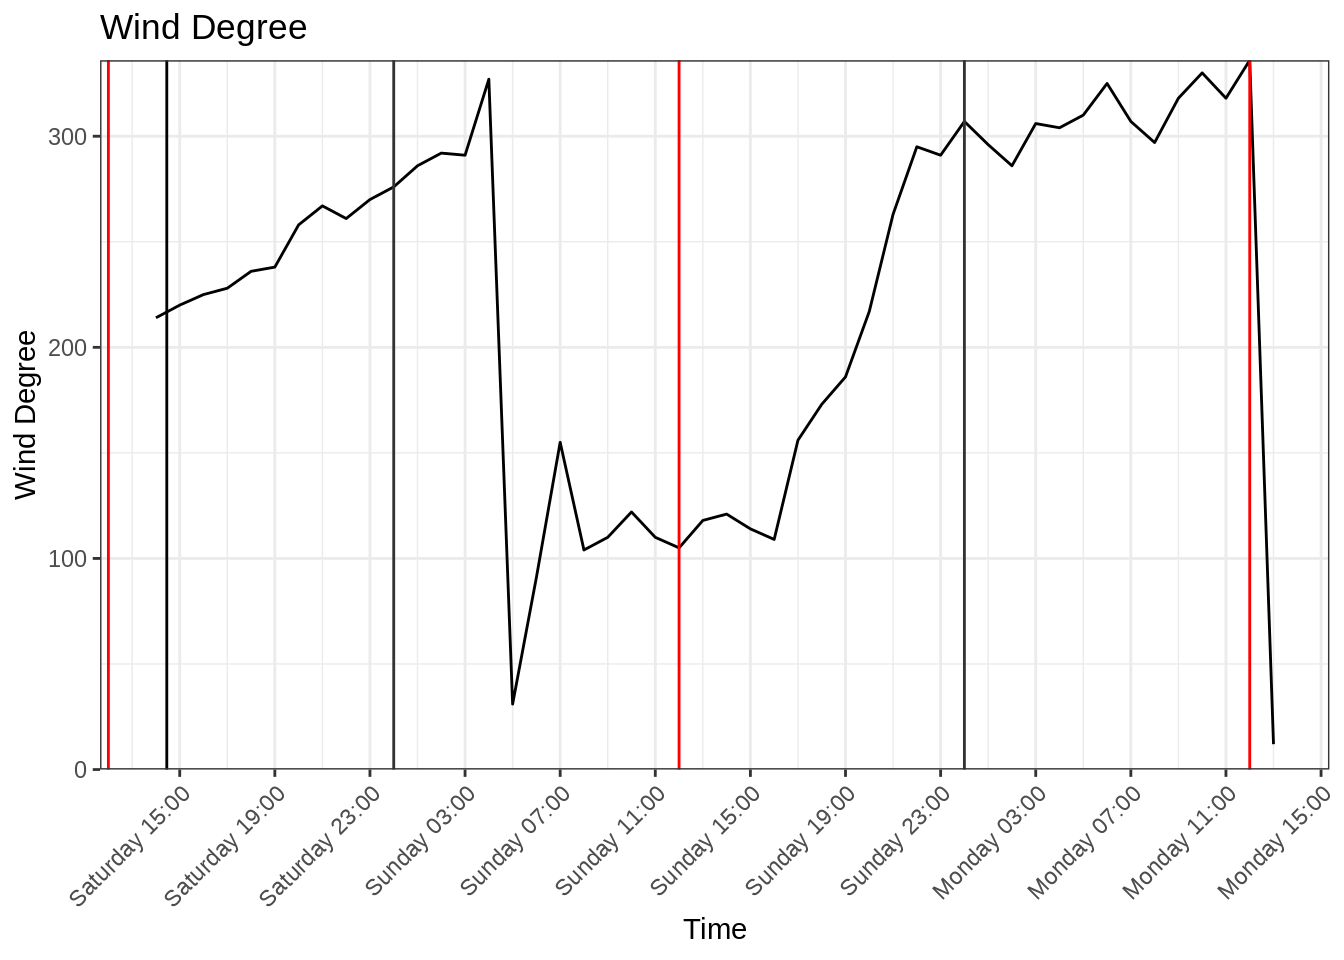 Wind Degree
Wind Degree
300
200
100
0
Saturday 15:00
Saturday 19:00
Saturday 23:00
Sunday 03:00
Sunday 07:00
Sunday 11:00
Sunday 15:00
Sunday 19:00
Sunday 23:00
Monday 03:00
Monday 07:00
Monday 11:00
Monday 15:00
Time